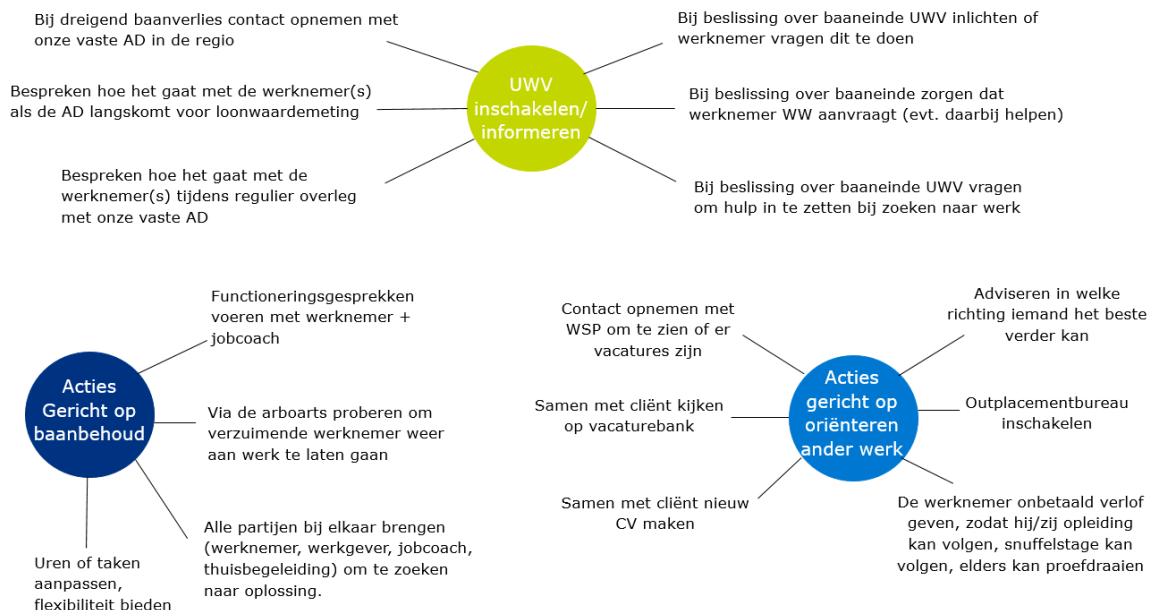 Bij dreigend baanverlies contact opnemen met
onze vaste AD in de regio
Bespreken hoe het gaat met de werknemer(s)
als de AD langskomt voor loonwaardemeting
Bespreken hoe het gaat met de
werknemer(s) tijdens regulier overleg
met onze vaste AD
UWV
inschakelen/
informeren
Bij beslissing over baaneinde UWV inlichten of
werknemer vragen dit te doen
Bij beslissing over baaneinde zorgen dat
werknemer WW aanvraagt (evt. daarbij helpen)
Bij beslissing over baaneinde UWV vragen
om hulp in te zetten bij zoeken naar werk
Acties
Gericht op
baanbehoud
Functioneringsgesprekken
voeren met werknemer +
jobcoach
Via de arboarts proberen om
verzuimende werknemer weer
aan werk te laten gaan
Alle partijen bij elkaar brengen
(werknemer, werkgever, jobcoach,
thuisbegeleiding) om te zoeken
naar oplossing.
Uren of taken
aanpassen,
flexibiliteit bieden
Contact opnemen met
WSP om te zien of er
vacatures zijn
Samen met cliënt kijken
op vacaturebank
Samen met cliënt nieuw
CV maken
Acties
gericht op
oriënteren
ander werk
Adviseren in welke
richting iemand het beste
verder kan
Outplacementbureau
inschakelen
De werknemer onbetaald verlof
geven, zodat hij/zij opleiding
kan volgen, snuffelstage kan
volgen, elders kan proefdraaien